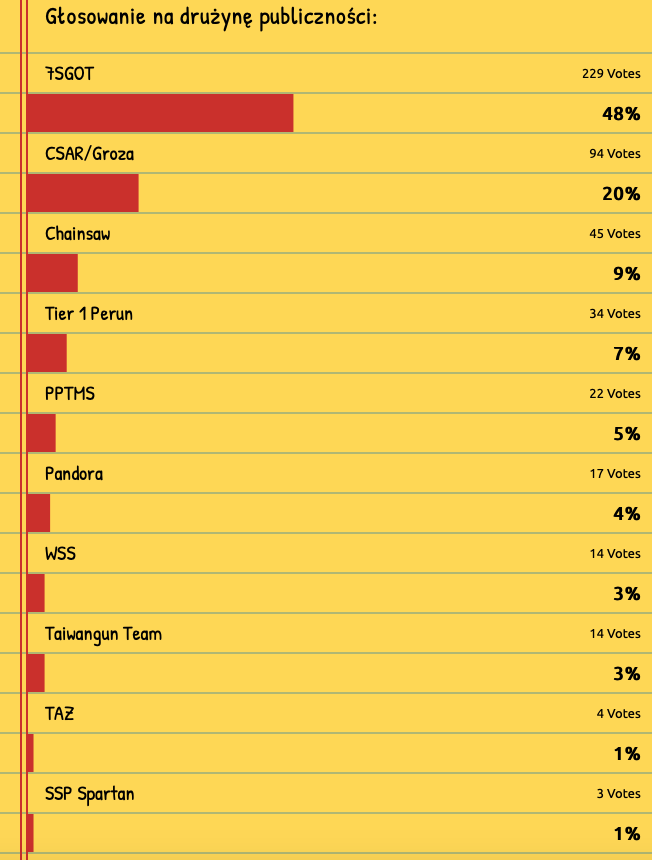 Głosowanie na drużynę publiczności:
7SGOT 229 Votes
48%
CSAR/Groza 94 Votes
20%
Chainsaw 45 Votes
9%
Tier 1 Perun 34 Votes
7%
PPTMS 22 Votes
5%
Pandora 17 Votes
4%
WSS 14 Votes
3%
Taiwangun Team 14 Votes
3%
TAZ 4 Votes
1%
SSP Spartan 3 Votes
1%